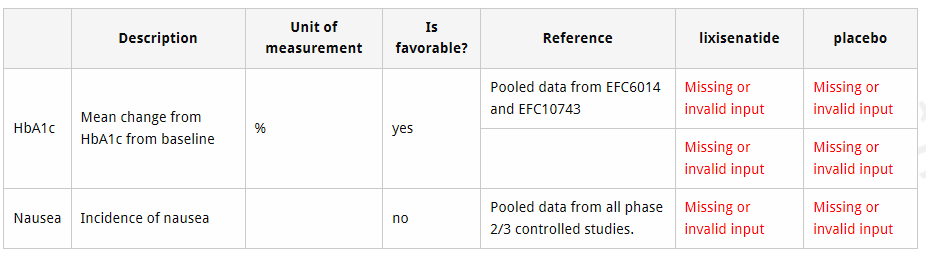 Description
Unit of
measurement
Is
favorable?
Reference
lixisenatide
placebo
HbA1c
Mean change from
HbA1c from baseline
%
yes
Pooled data from EFC6014
and EFC10743
Missing or
invalid input
Missing or
invalid input
Missing or
invalid input
Missing or
invalid input
Nausea
Incidence of nausea
no
Pooled data from all phase
2/3 controlled studies.
Missing or
invalid input
Missing or
invalid input